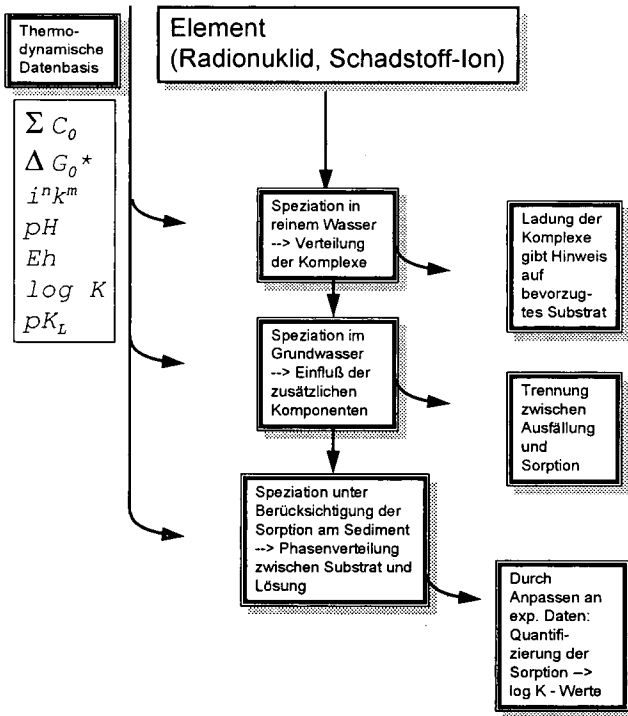 Thermo-
dynamische
Datenbasis
Element
(Radionuklid, Schadstoff-Ion)
Σ C₀
Δ G₀*
iⁿkᵐ
pH
Eh
log K
pK_L
Speziation in
reinem Wasser
--> Verteilung
der Komplexe
Ladung der
Komplexe
gibt Hinweis
auf
bevorzug-
tes Substrat
Speziation im
Grundwasser
--> Einfluß der
zusätzlichen
Komponenten
Trennung
zwischen
Ausfällung
und
Sorption
Speziation unter
Berücksichtigung der
Sorption am Sediment
--> Phasenverteilung
zwischen Substrat und
Lösung
Durch
Anpassen an
exp. Daten:
Quantifi-
zierung der
Sorption -->
log K - Werte